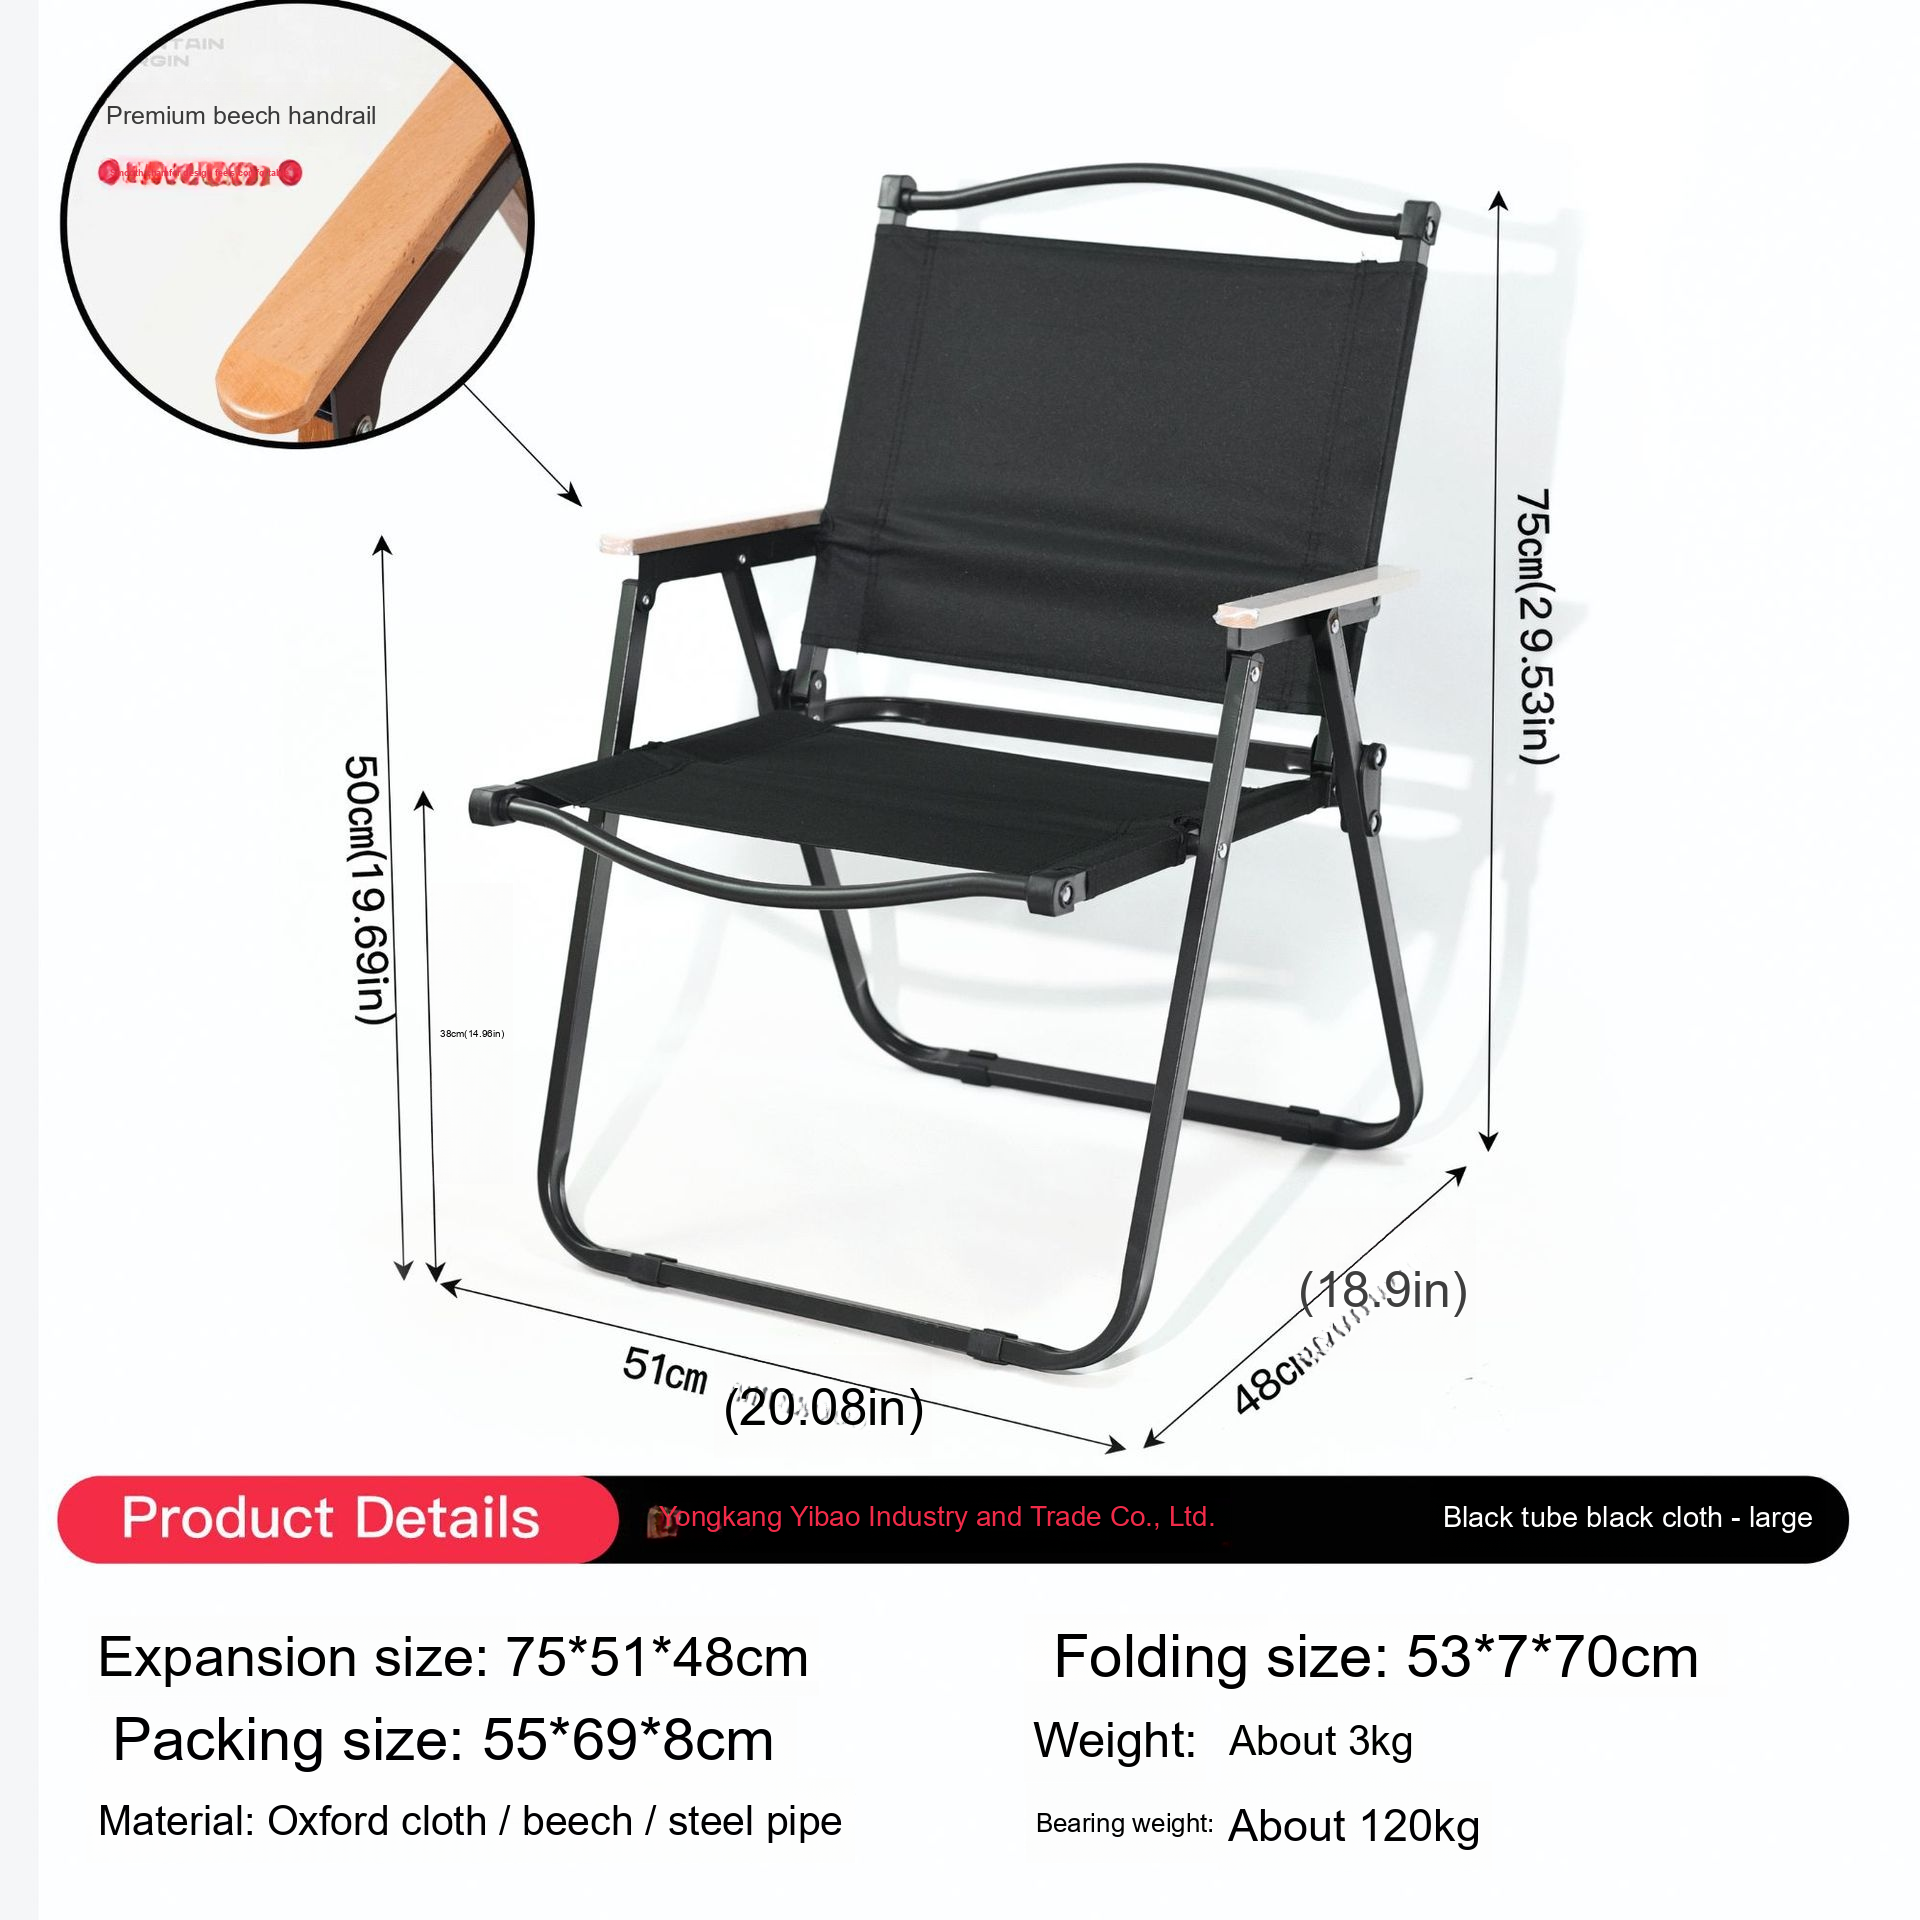 Premium beech handrail
75cm(29.53in)
50cm(19.69in)
38cm(14.96in)
(18.9in)
51cm
(20.08in)
Product Details
Yongkang Yibao Industry and Trade Co., Ltd.
Black tube black cloth - large
Expansion size: 75*51*48cm
Folding size: 53*7*70cm
Packing size: 55*69*8cm
Weight: About 3kg
Material: Oxford cloth / beech / steel pipe
Bearing weight: About 120kg